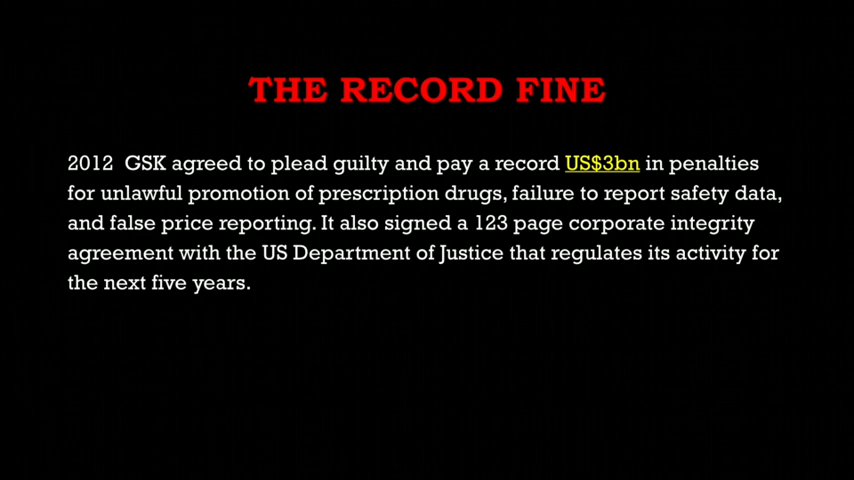 THE RECORD FINE
2012  GSK agreed to plead guilty and pay a record US$3bn in penalties
for unlawful promotion of prescription drugs, failure to report safety data,
and false price reporting. It also signed a 123 page corporate integrity
agreement with the US Department of Justice that regulates its activity for
the next five years.